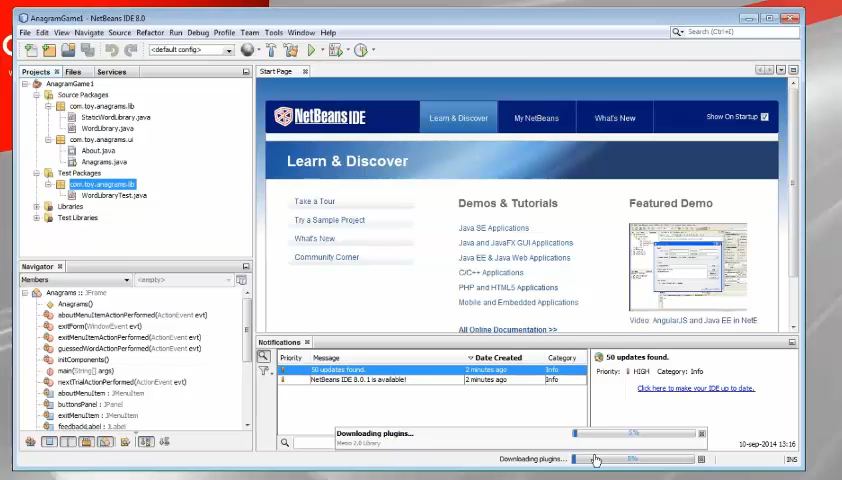 AnagramGame1 - NetBeans IDE 8.0
File Edit View Navigate Source Refactor Run Debug Profile Team Tools Window Help
Search (Ctrl+I)
<default config>
Projects Files Services
AnagramGame1
Source Packages
com.toy.anagrams.lib
StaticWordLibrary.java
WordLibrary.java
com.toy.anagrams.ui
About.java
Anagrams.java
Test Packages
com.toy.anagrams.lib
WordLibraryTest.java
Libraries
Test Libraries
Navigator
Members
<empty>
Anagrams :: JFrame
Anagrams()
aboutMenuItemActionPerformed(ActionEvent evt)
exitForm(WindowEvent evt)
exitMenuItemActionPerformed(ActionEvent evt)
guessedWordActionPerformed(ActionEvent evt)
initComponents()
main(String[] args)
nextTrialActionPerformed(ActionEvent evt)
aboutMenuItem : JMenuItem
buttonsPanel : JPanel
exitMenuItem : JMenuItem
feedbackLabel : JLabel
Start Page
NetBeans IDE
Learn & Discover
My NetBeans
What's New
Show On Startup
Learn & Discover
Take a Tour
Try a Sample Project
What's New
Community Corner
Demos & Tutorials
Java SE Applications
Java and JavaFX GUI Applications
Java EE & Java Web Applications
C/C++ Applications
PHP and HTML5 Applications
Mobile and Embedded Applications
All Online Documentation >>
Featured Demo
Video: AngularJS and Java EE in NetB
Notifications
Priority Message Date Created Category
50 updates found. 2 minutes ago Info
NetBeans IDE 8.0.1 is available! 2 minutes ago Info
50 updates found.
Priority: HIGH Category: Info
Click here to make your IDE up to date.
Downloading plugins...
5%
10-sep-2014 13:16
Downloading plugins...
INS